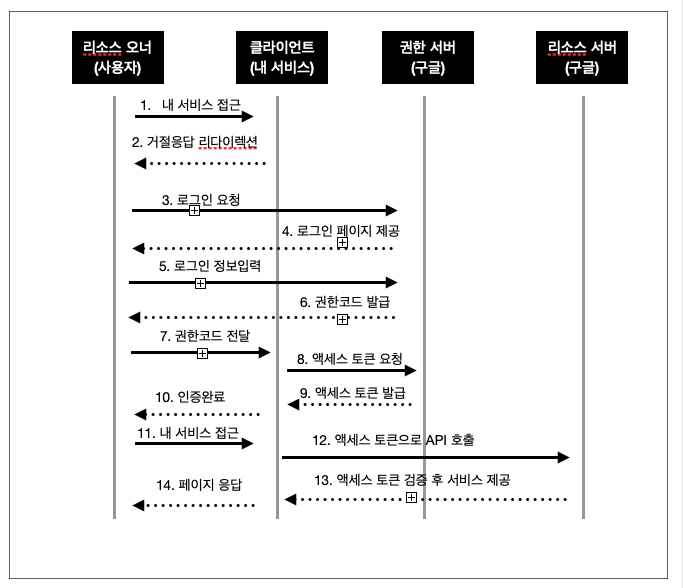 리소스 오너
(사용자)
클라이언트
(내 서비스)
권한 서버
(구글)
리소스 서버
(구글)
1. 내 서비스 접근
2. 거절응답 리다이렉션
3. 로그인 요청
4. 로그인 페이지 제공
5. 로그인 정보입력
6. 권한코드 발급
7. 권한코드 전달
8. 액세스 토큰 요청
9. 액세스 토큰 발급
10. 인증완료
11. 내 서비스 접근
12. 액세스 토큰으로 API 호출
13. 액세스 토큰 검증 후 서비스 제공
14. 페이지 응답